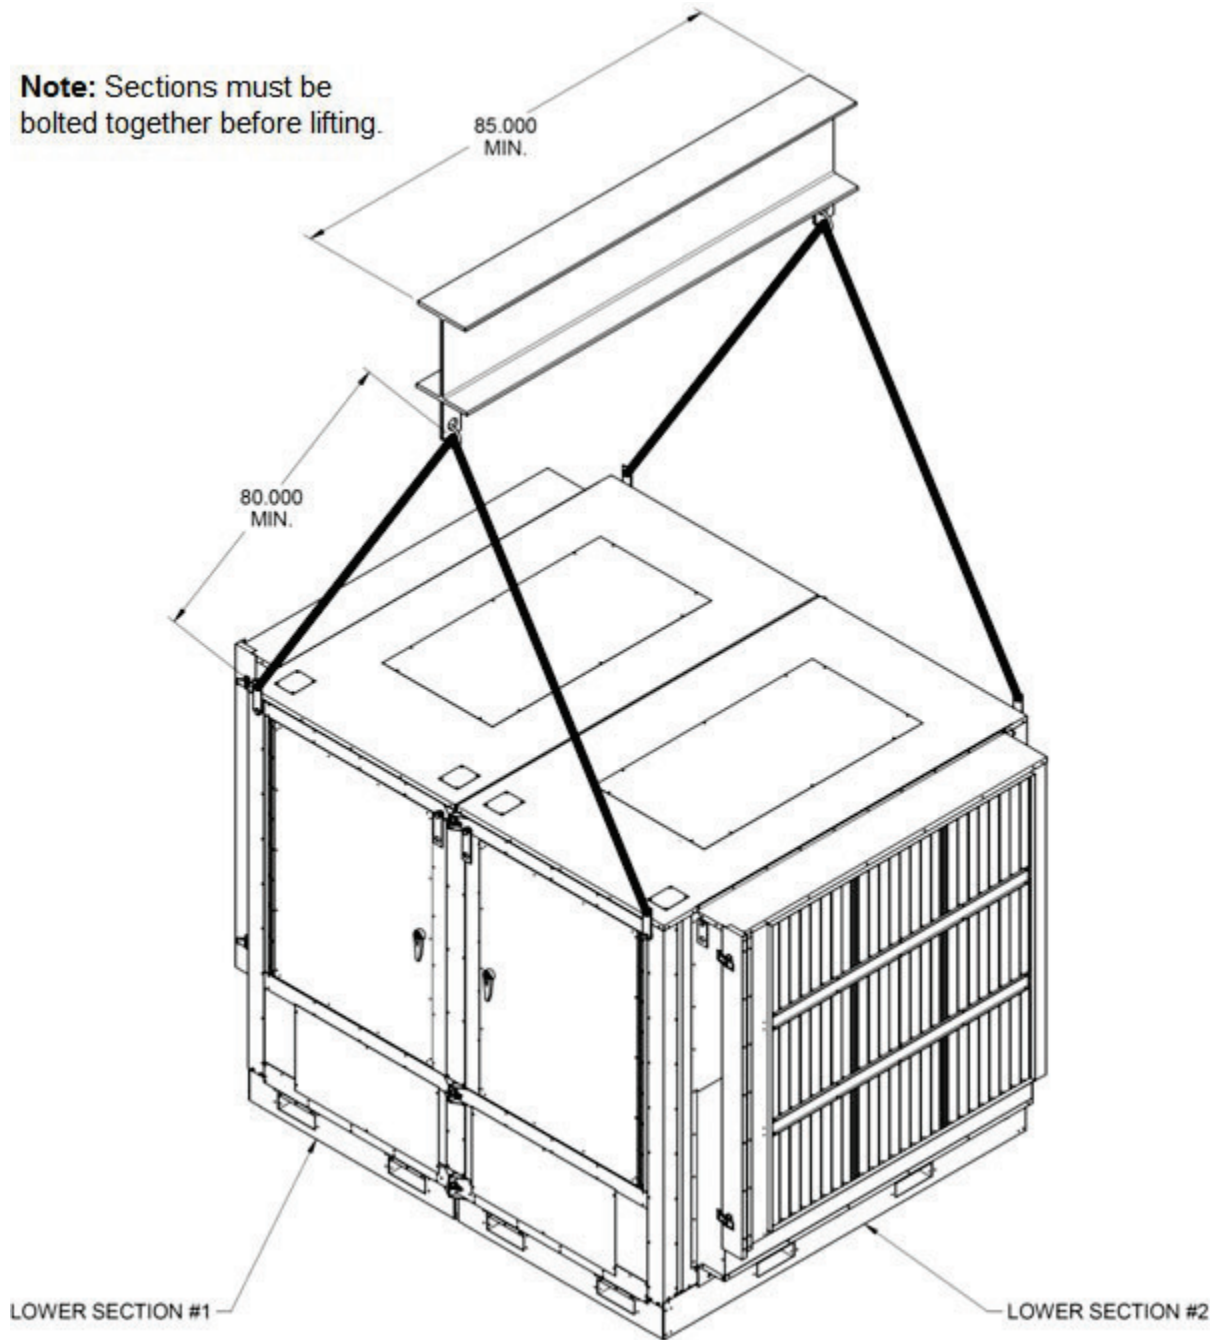 Note: Sections must be
bolted together before lifting.
85.000
MIN.
80.000
MIN.
LOWER SECTION #1
LOWER SECTION #2